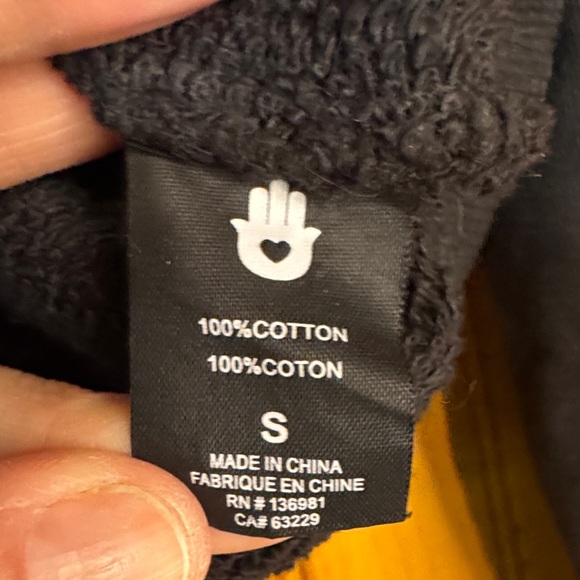 100%COTTON
100%COTON
S
MADE IN CHINA
FABRIQUE EN CHINE
RN # 136981
CA# 63229